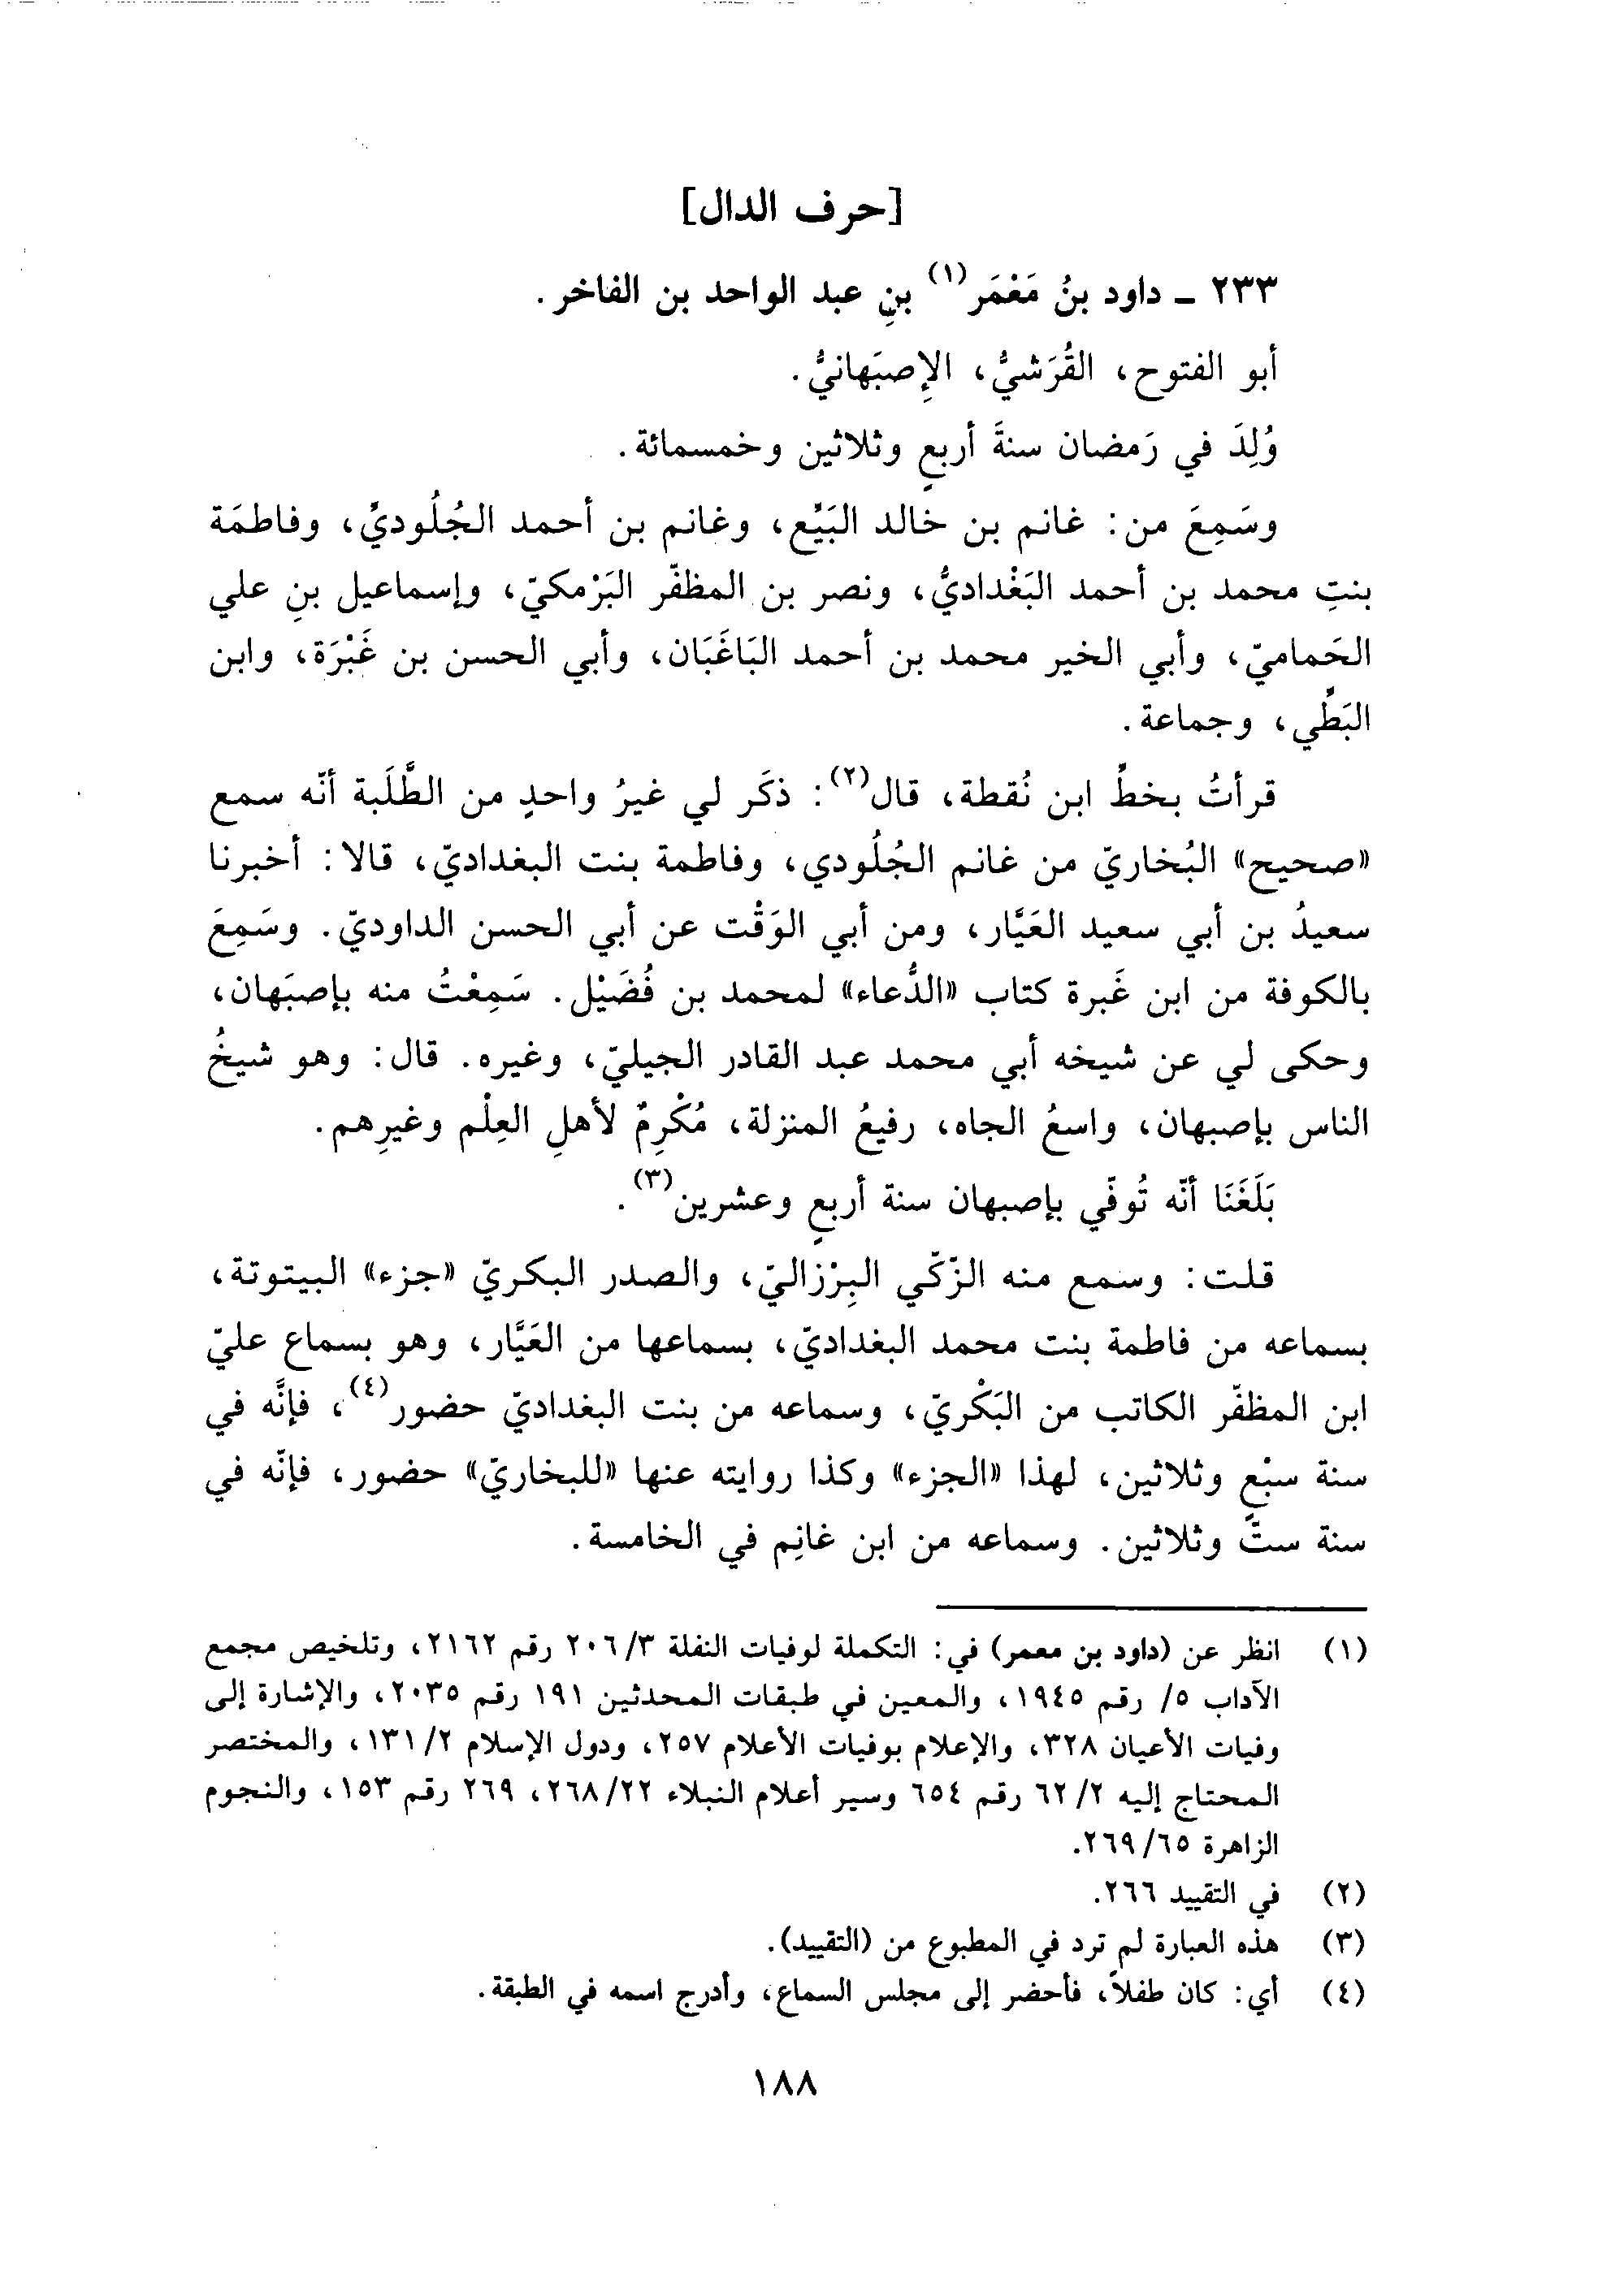 [حرف الدال]
٢٣٣ ـ داود بنُ مَعْمَر(١) بنِ عبد الواحد بن الفاخر.
أبو الفتوح، القُرَشيُّ، الإِصبَهانيُّ.
وُلِدَ في رَمضان سنةَ أربعٍ وثلاثين وخمسمائة.
وسَمِعَ من: غانم بن خالد البَيِّع، وغانم بن أحمد الجُلُوديِّ، وفاطمَة
بنتِ محمد بن أحمد البَغْداديُّ، ونصر بن المظفّر البَرْمكيّ، وإسماعيل بنِ علي
الحَماميّ، وأبي الخير محمد بن أحمد البَاغَبَان، وأبي الحسن بن غَبْرَة، وابن
البَطِّي، وجماعة.
قرأتُ بخطِّ ابن نُقطة، قال(٢): ذكَر لي غيرُ واحدٍ من الطَّلَبة أنّه سمع
«صحيح» البُخاريّ من غانم الجُلُودي، وفاطمة بنت البغداديّ، قالا: أخبرنا
سعيدُ بن أبي سعيد العَيَّار، ومن أبي الوَقْت عن أبي الحسن الداوديّ. وسَمِعَ
بالكوفة من ابن غَبرة كتاب «الدُّعاء» لمحمد بن فُضَيْل. سَمِعْتُ منه بإصبَهان،
وحكى لي عن شيخه أبي محمد عبد القادر الجيليّ، وغيره. قال: وهو شيخُ
الناس بإصبهان، واسعُ الجاه، رفيعُ المنزلة، مُكْرِمٌ لأهلِ العِلْم وغيرِهم.
بَلَغَنَا أنّه تُوفّي بإصبهان سنة أربعٍ وعشرين(٣).
قلت: وسمع منه الزّكّي البِرْزاليّ، والصدر البكريّ «جزء» البيتوتة،
بسماعه من فاطمة بنت محمد البغداديّ، بسماعها من العَيَّار، وهو بسماع عليّ
ابن المظفّر الكاتب من البَكْريّ، وسماعه من بنت البغداديّ حضور(٤)، فإنَّه في
سنة سبْعٍ وثلاثين، لهذا «الجزء» وكذا روايته عنها «للبخاريّ» حضور، فإنّه في
سنة ستّ وثلاثين. وسماعه من ابن غانِم في الخامسة.
(١) انظر عن (داود بن معمر) في: التكملة لوفيات النفلة ٣/٢٠٦ رقم ٢١٦٢، وتلخيص مجمع
الآداب ٥/ رقم ١٩٤٥، والمعين في طبقات المحدثين ١٩١ رقم ٢٠٣٥، والإشارة إلى
وفيات الأعيان ٣٢٨، والإعلام بوفيات الأعلام ٢٥٧، ودول الإسلام ٢/١٣١، والمختصر
المحتاج إليه ٢/٦٢ رقم ٦٥٤ وسير أعلام النبلاء ٢٢/٢٦٨، ٢٦٩ رقم ١٥٣، والنجوم
الزاهرة ٦٥/٢٦٩.
(٢) في التقييد ٢٦٦.
(٣) هذه العبارة لم ترد في المطبوع من (التقييد).
(٤) أي: كان طفلاً، فأحضر إلى مجلس السماع، وأدرج اسمه في الطبقة.
١٨٨